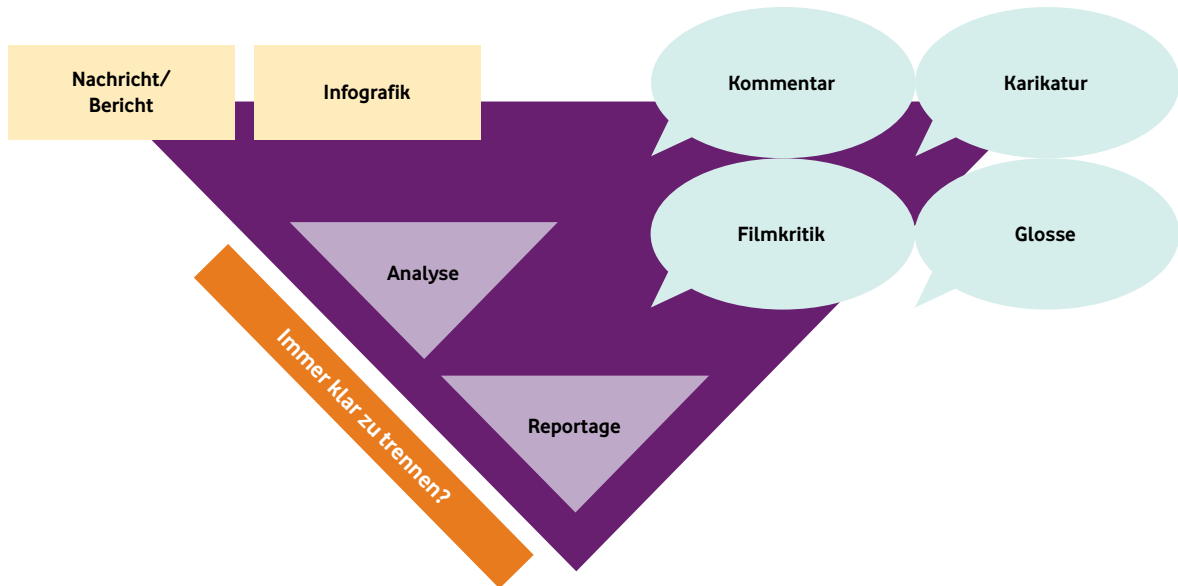 Nachricht/
Bericht
Infografik
Kommentar
Karikatur
Filmkritik
Glosse
Analyse
Reportage
Immer klar zu trennen?